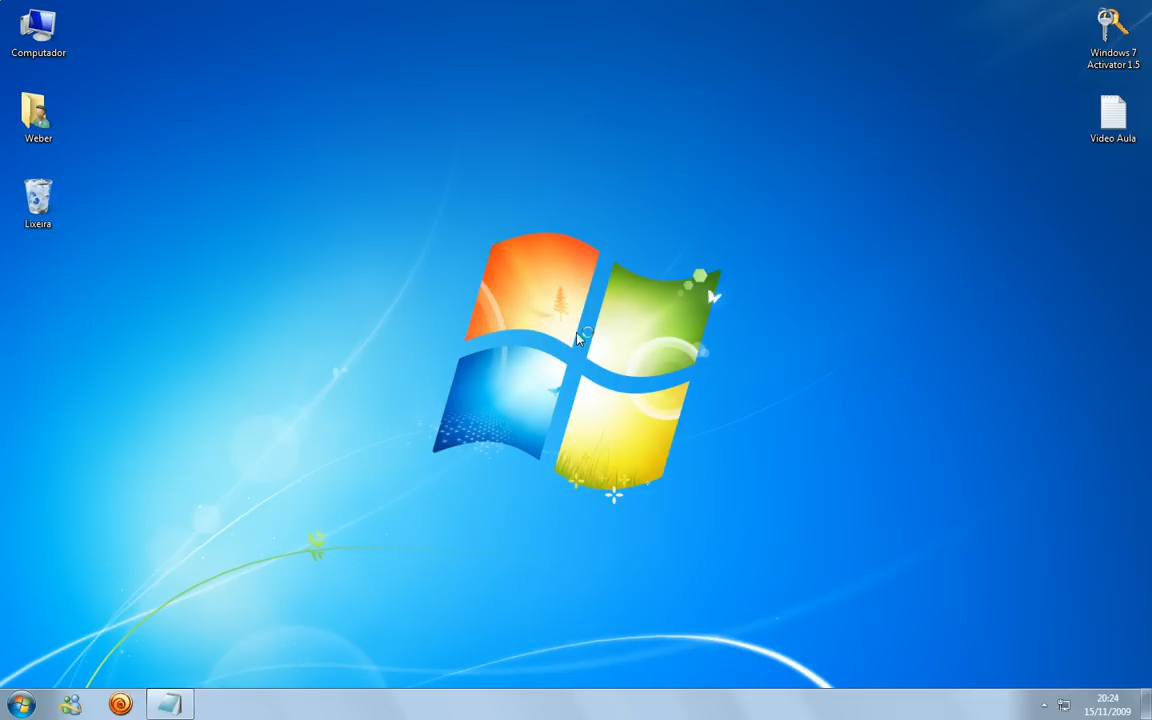 Computador
Weber
Lixeira
Windows 7
Activator 1.5
Video Aula
20:24
15/11/2009